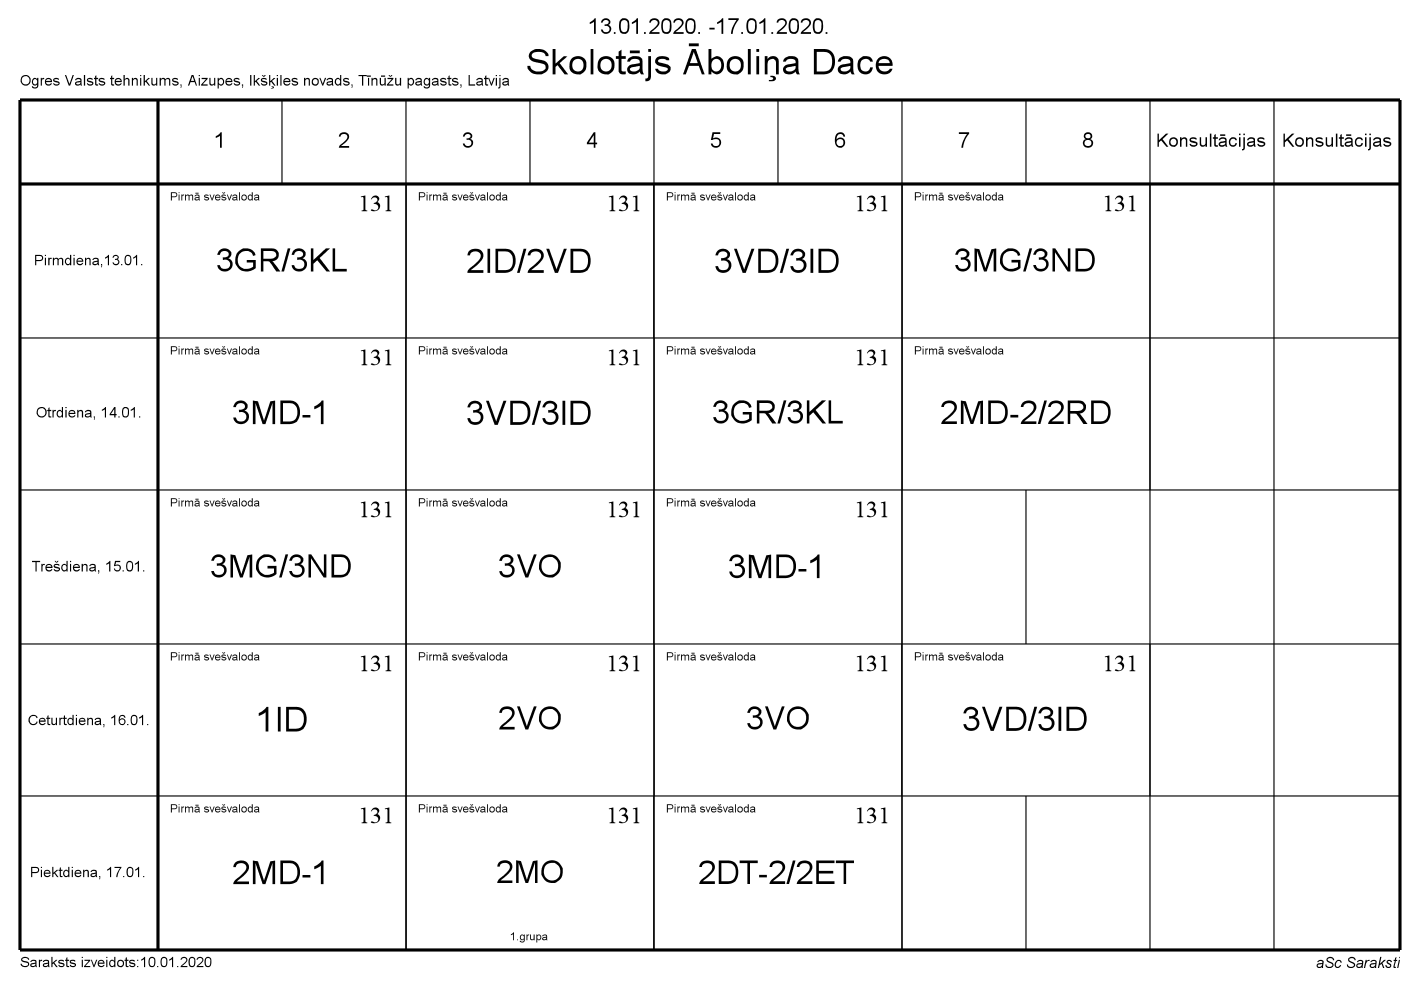 13.01.2020. -17.01.2020.
Skolotājs Āboliņa Dace
Ogres Valsts tehnikums, Aizupes, Ikšķiles novads, Tīnūžu pagasts, Latvija
1 2 3 4 5 6 7 8 Konsultācijas Konsultācijas
Pirmā svešvaloda 131 Pirmā svešvaloda 131 Pirmā svešvaloda 131 Pirmā svešvaloda 131
Pirmdiena,13.01. 3GR/3KL 2ID/2VD 3VD/3ID 3MG/3ND
Pirmā svešvaloda 131 Pirmā svešvaloda 131 Pirmā svešvaloda 131 Pirmā svešvaloda
Otrdiena, 14.01. 3MD-1 3VD/3ID 3GR/3KL 2MD-2/2RD
Pirmā svešvaloda 131 Pirmā svešvaloda 131 Pirmā svešvaloda 131
Trešdiena, 15.01. 3MG/3ND 3VO 3MD-1
Pirmā svešvaloda 131 Pirmā svešvaloda 131 Pirmā svešvaloda 131 Pirmā svešvaloda 131
Ceturtdiena, 16.01. 1ID 2VO 3VO 3VD/3ID
Pirmā svešvaloda 131 Pirmā svešvaloda 131 Pirmā svešvaloda 131
Piektdiena, 17.01. 2MD-1 2MO 2DT-2/2ET
1.grupa
Saraksts izveidots:10.01.2020 aSc Saraksti